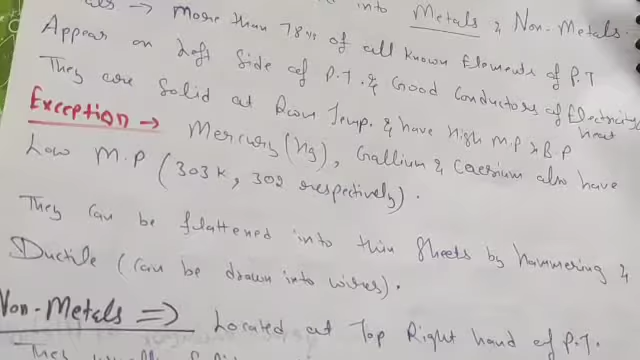 into Metals & Non-Metals.
→ More than 78% of all known Elements of P.T
Appear on Left Side of P.T. & Good Conductors of Electricity
heat
They are Solid at Room Temp. & have high M.P & B.P
Exception → Mercury (Hg), Gallium & Caesium also have
Low M.P (303K, 302 respectively).
They can be flattened into thin sheets by hammering &
Ductile (can be drawn into wires).
Non-Metals ⇒ Located at Top Right hand of P.T.
They